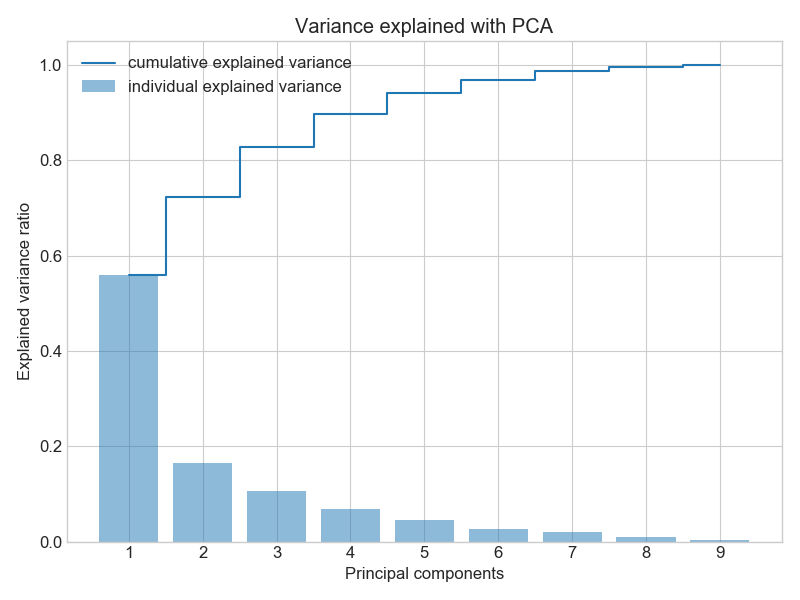 Variance explained with PCA
cumulative explained variance
individual explained variance
Explained variance ratio
1.0
0.8
0.6
0.4
0.2
0.0
1 2 3 4 5 6 7 8 9
Principal components